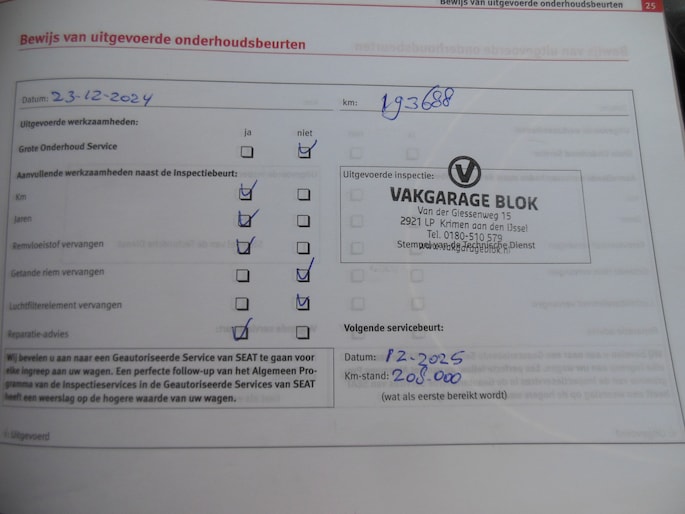 Bewijs van uitgevoerde onderhoudsbeurten 25
Bewijs van uitgevoerde onderhoudsbeurten
Datum: 23-12-2024 km: 193688
Uitgevoerde werkzaamheden: ja niet
Grote Onderhoud Service
Aanvullende werkzaamheden naast de Inspectiebeurt:
Km
Jaren
Remvloeistof vervangen
Getande riem vervangen
Luchtfilterelement vervangen
Reparatie-advies
Uitgevoerde inspectie:
V
VAKGARAGE BLOK
Van der Giessenweg 15
2921 LP Krimen aan den IJssel
Tel. 0180-510 579
Stempel van de Technische Dienst
www.vakgarageblok.nl
Volgende servicebeurt:
Datum: 12-2025
Km-stand: 208.000
(wat als eerste bereikt wordt)
Wij bevelen u aan naar een Geautoriseerde Service van SEAT te gaan voor
elke ingreep aan uw wagen. Een perfecte follow-up van het Algemeen Pro-
gramma van de Inspectieservices in de Geautoriseerde Services van SEAT
heeft een weerslag op de hogere waarde van uw wagen.
Uitgevoerd